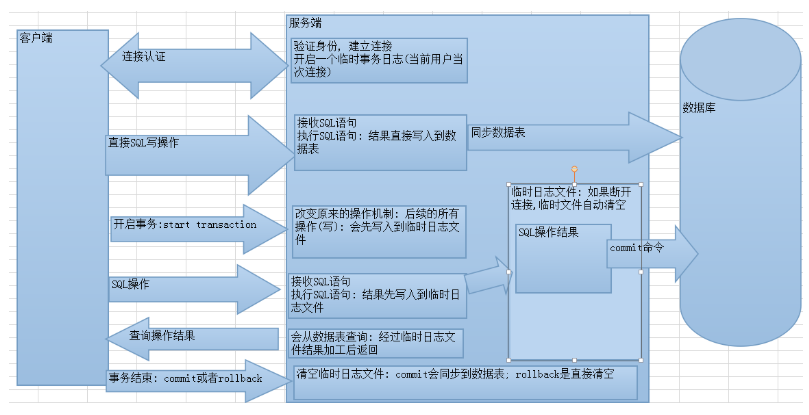 客户端
服务端
连接认证
验证身份, 建立连接
开启一个临时事务日志(当前用户当
次连接)
数据库
直接SQL写操作
接收SQL语句
执行SQL语句: 结果直接写入到数
据表
同步数据表
临时日志文件: 如果断开
连接,临时文件自动清空
开启事务:start transaction
改变原来的操作机制: 后续的所有
操作(写): 会先写入到临时日志文
件
SQL操作结果
commit命令
SQL操作
接收SQL语句
执行SQL语句: 结果先写入到临时日
志文件
查询操作结果
会从数据表查询: 经过临时日志文
件结果加工后返回
事务结束: commit或者rollback
清空临时日志文件: commit会同步到数据表; rollback是直接清空